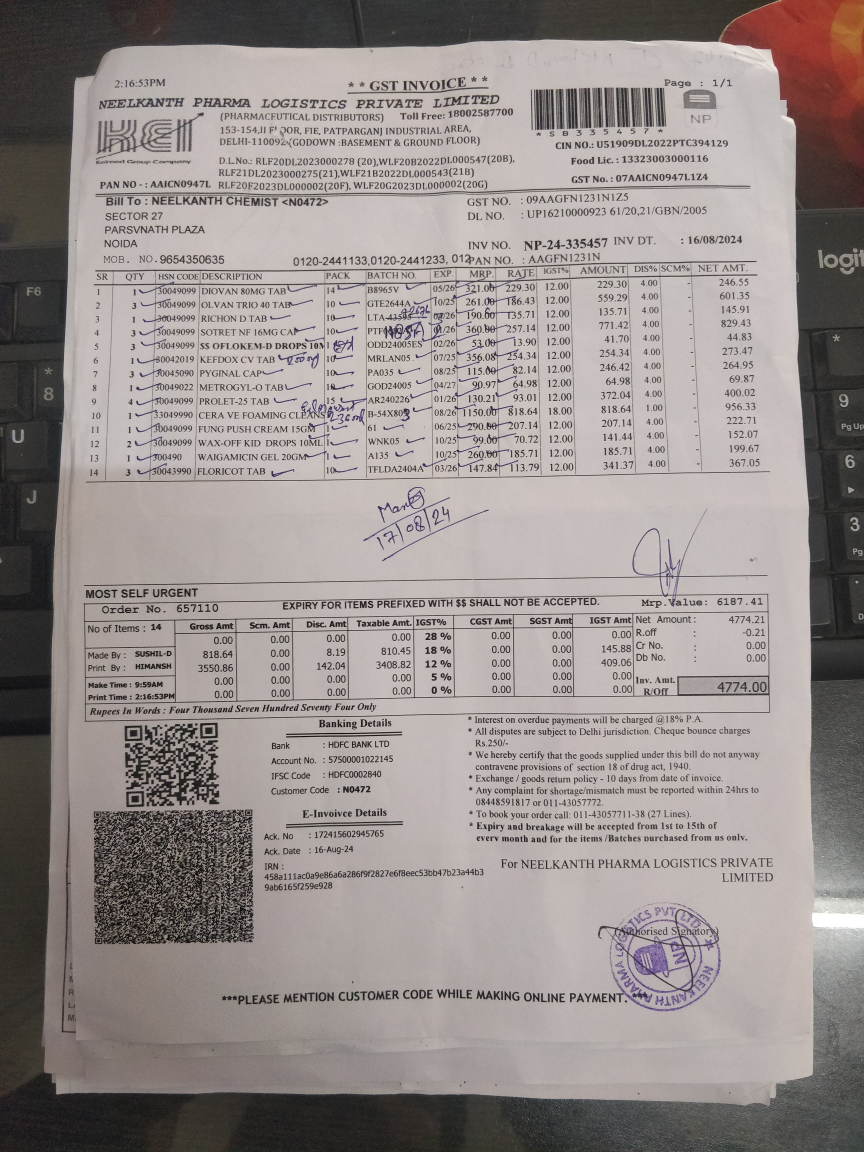 2:16:53PM
* * GST INVOICE * *
Page : 1/1
NEELKANTH PHARMA LOGISTICS PRIVATE LIMITED
(PHARMACEUTICAL DISTRIBUTORS) Toll Free: 18002587700
153-154,II FLOOR, FIE, PATPARGANJ INDUSTRIAL AREA,
DELHI-110092 (GODOWN :BASEMENT & GROUND FLOOR)
KEI
Kelmed Group Company
NP
* S B 3 3 5 4 5 7 *
CIN NO.: U51909DL2022PTC394129
Food Lic. : 13323003000116
GST No.: 07AAICN0947L1Z4
D.L.No.: RLF20DL2023000278 (20),WLF20B2022DL000547(20B),
RLF21DL2023000275(21),WLF21B2022DL000543(21B)
PAN NO - : AAICN0947L RLF20F2023DL000002(20F), WLF20G2023DL000002(20G)
Bill To : NEELKANTH CHEMIST <N0472>
SECTOR 27
PARSVNATH PLAZA
NOIDA
MOB. NO. 9654350635 0120-2441133,0120-2441233, 012
GST NO. : 09AAGFN1231N1Z5
DL NO. : UP16210000923 61/20,21/GBN/2005
INV NO. NP-24-335457 INV DT. : 16/08/2024
PAN NO. : AAGFN1231N
SR QTY HSN CODE DESCRIPTION PACK BATCH NO. EXP. MRP. RATE IGST% AMOUNT DIS% SCM% NET AMT.
1 1 30049099 DIOVAN 80MG TAB 14 B8965V 05/26 321.00 229.30 12.00 229.30 4.00 - 246.55
2 3 30049099 OLVAN TRIO 40 TAB 10 GTE2644A 10/25 261.00 186.43 12.00 559.29 4.00 - 601.35
3 1 30049099 RICHON D TAB 10 190.00 135.71 12.00 135.71 4.00 - 145.91
4 3 30049099 SOTRET NF 16MG CAP 10 360.00 257.14 12.00 771.42 4.00 - 829.43
5 3 30049099 $$ OFLOKEM-D DROPS 10M 1 ODD24005ES 02/26 53.00 13.90 12.00 41.70 4.00 - 44.83
6 1 30042019 KEFDOX CV TAB 10 MRLAN05 07/25 356.08 254.34 12.00 254.34 4.00 - 273.47
7 3 30045090 PYGINAL CAP 10 PA035 08/25 115.00 82.14 12.00 246.42 4.00 - 264.95
8 1 30049022 METROGYL-O TAB 10 GOD24005 04/27 90.97 64.98 12.00 64.98 4.00 - 69.87
9 4 30049099 PROLET-25 TAB 15 AR240226 01/26 130.21 93.01 12.00 372.04 4.00 - 400.02
10 1 33049990 CERA VE FOAMING CLEANS 08/26 1150.00 818.64 18.00 818.64 1.00 - 956.33
11 1 30049099 FUNG PUSH CREAM 15GM 1 61 06/25 290.00 207.14 12.00 207.14 4.00 - 222.71
12 2 30049099 WAX-OFF KID DROPS 10ML 1 WNK05 10/25 99.00 70.72 12.00 141.44 4.00 - 152.07
13 1 300490 WAIGAMICIN GEL 20GM 1 A135 10/25 260.00 185.71 12.00 185.71 4.00 - 199.67
14 3 30043990 FLORICOT TAB 10 TFLDA2404A 03/26 147.84 113.79 12.00 341.37 4.00 - 367.05
17/08/24
MOST SELF URGENT
Order No. 657110 EXPIRY FOR ITEMS PREFIXED WITH $$ SHALL NOT BE ACCEPTED. Mrp.Value: 6187.41
No of Items : 14 Gross Amt Scm. Amt Disc. Amt Taxable Amt. IGST% CGST Amt SGST Amt IGST Amt Net Amount : 4774.21
0.00 0.00 0.00 0.00 28 % 0.00 0.00 0.00 R.off -0.21
Made By : SUSHIL-D 818.64 0.00 8.19 810.45 18 % 0.00 0.00 145.88 Cr No. : 0.00
Print By : HIMANSH 3550.86 0.00 142.04 3408.82 12 % 0.00 0.00 409.06 Db No. : 0.00
Make Time : 9:59AM 0.00 0.00 0.00 0.00 5 % 0.00 0.00 0.00 Inv. Amt.
Print Time : 2:16:53PM 0.00 0.00 0.00 0.00 0 % 0.00 0.00 0.00 R/Off 4774.00
Rupees In Words : Four Thousand Seven Hundred Seventy Four Only
Banking Details
Bank : HDFC BANK LTD
Account No. : 57500001022145
IFSC Code : HDFC0002840
Customer Code : N0472
E-Invoivce Details
Ack. No : 172415602945765
Ack. Date : 16-Aug-24
IRN :
458a111ac0a9e86a6a286f9f2827e6f8eec53bb47b23a44b3
9ab6165f259e928
* Interest on overdue payments will be charged @18% P.A.
* All disputes are subject to Delhi jurisdiction. Cheque bounce charges
Rs.250/-
* We hereby certify that the goods supplied under this bill do not anyway
contravene provisions of section 18 of drug act, 1940.
* Exchange / goods return policy - 10 days from date of invoice.
* Any complaint for shortage/mismatch must be reported within 24hrs to
08448591817 or 011-43057772.
* To book your order call: 011-43057711-38 (27 Lines).
* Expiry and breakage will be accepted from 1st to 15th of
every month and for the items /Batches purchased from us only.
For NEELKANTH PHARMA LOGISTICS PRIVATE
LIMITED
(Authorised Signatory)
NEELKANTH PHARMA LOGISTICS PVT LTD
NP
***PLEASE MENTION CUSTOMER CODE WHILE MAKING ONLINE PAYMENT.***
logi
F6
*
8
U
J
9
Pg Up
6
3
Pg